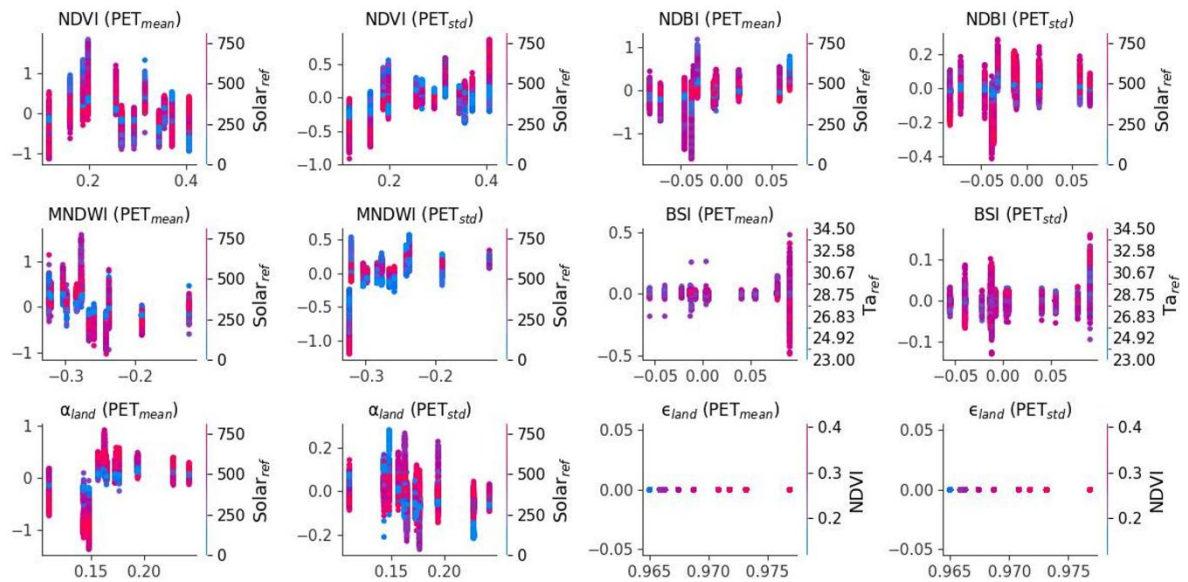 NDVI (PETmean) NDVI (PETstd) NDBI (PETmean) NDBI (PETstd)
1 0 −1 0.2 0.4 750 500 250 0 Solarref
1.0 0.5 0.0 −0.5 −1.0 0.2 0.4 750 500 250 0 Solarref
1 0 −1 −0.05 0.00 0.05 750 500 250 0 Solarref
0.2 0.0 −0.2 −0.4 −0.05 0.00 0.05 750 500 250 0 Solarref
MNDWI (PETmean) MNDWI (PETstd) BSI (PETmean) BSI (PETstd)
1 0 −1 −0.3 −0.2 750 500 250 0 Solarref
0.5 0.0 −0.5 −1.0 −0.3 −0.2 750 500 250 0 Solarref
0.5 0.0 −0.5 −0.05 0.00 0.05 34.50 32.58 30.67 28.75 26.83 24.92 23.00 Taref
0.1 0.0 −0.1 −0.05 0.00 0.05 34.50 32.58 30.67 28.75 26.83 24.92 23.00 Taref
αland (PETmean) αland (PETstd) ϵland (PETmean) ϵland (PETstd)
1 0 −1 0.15 0.20 750 500 250 0 Solarref
0.2 0.0 −0.2 0.15 0.20 750 500 250 0 Solarref
0.05 0.00 −0.05 0.965 0.970 0.975 0.4 0.3 0.2 NDVI
0.05 0.00 −0.05 0.965 0.970 0.975 0.4 0.3 0.2 NDVI